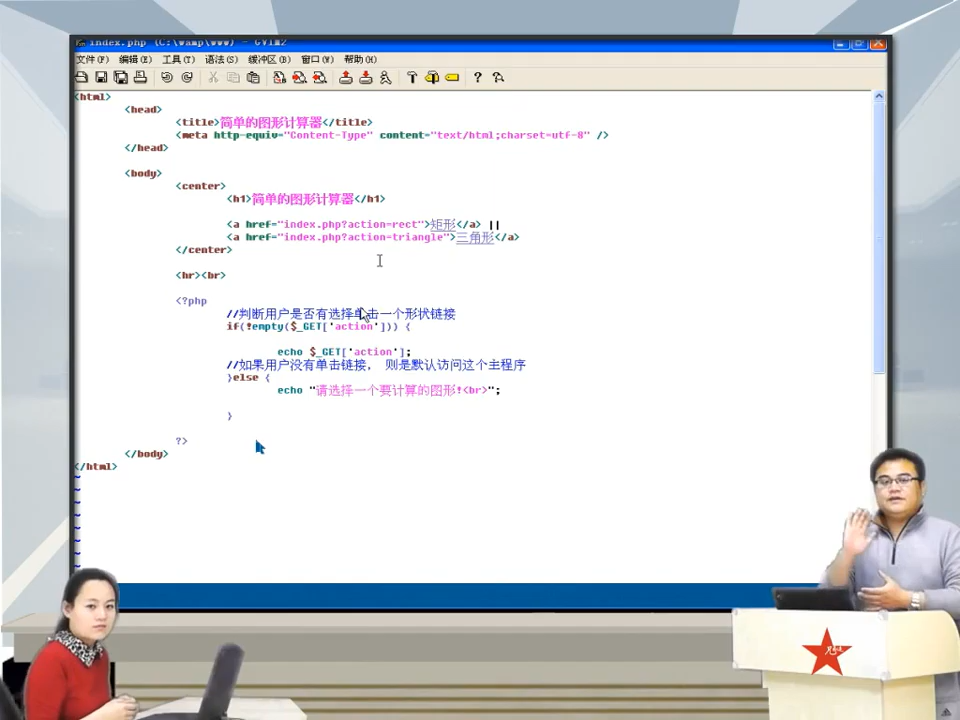 index.php (C:\wamp\www) - GVIM2
文件(F) 编辑(E) 工具(T) 语法(S) 缓冲区(B) 窗口(W) 帮助(H)
<html>
<head>
<title>简单的图形计算器</title>
<meta http-equiv="Content-Type" content="text/html;charset=utf-8" />
</head>
<body>
<center>
<h1>简单的图形计算器</h1>
<a href="index.php?action=rect">矩形</a> ||
<a href="index.php?action=triangle">三角形</a>
</center>
<hr><br>
<?php
//判断用户是否有选择单击一个形状链接
if(!empty($_GET['action'])) {
echo $_GET['action'];
//如果用户没有单击链接， 则是默认访问这个主程序
}else {
echo "请选择一个要计算的图形!<br>";
}
?>
</body>
</html>
~
~
~
~
~
~
~
~